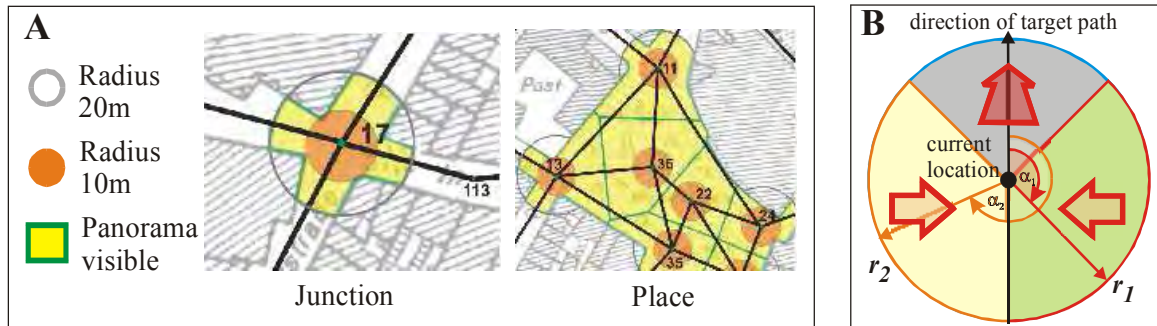 A
Radius
20m
Radius
10m
Panorama
visible
17
113
Junction
Post
11
13
36
22
24
35
Place
B
direction of target path
current
location
α1
α2
r2
r1